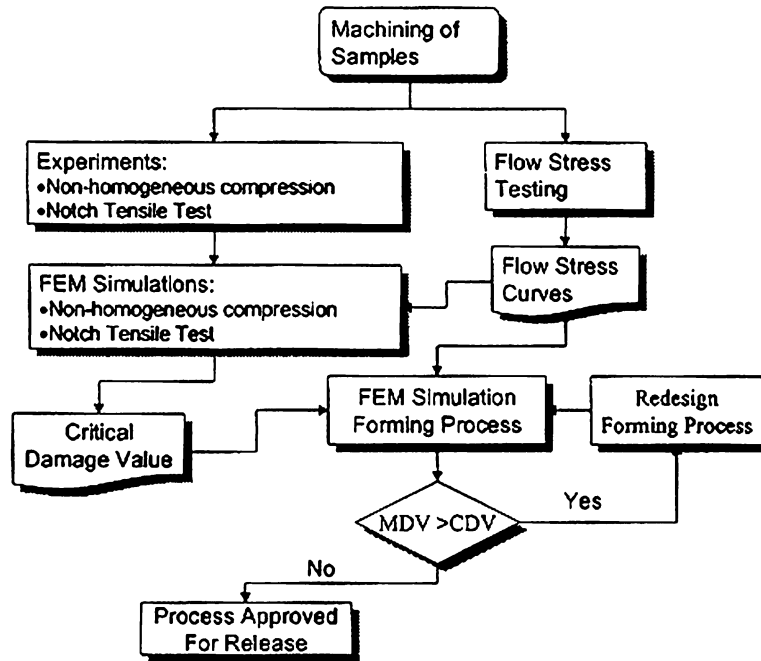 Machining of
Samples
Experiments:
•Non-homogeneous compression
•Notch Tensile Test
Flow Stress
Testing
FEM Simulations:
•Non-homogeneous compression
•Notch Tensile Test
Flow Stress
Curves
Critical
Damage Value
FEM Simulation
Forming Process
Redesign
Forming Process
MDV >CDV
Yes
No
Process Approved
For Release